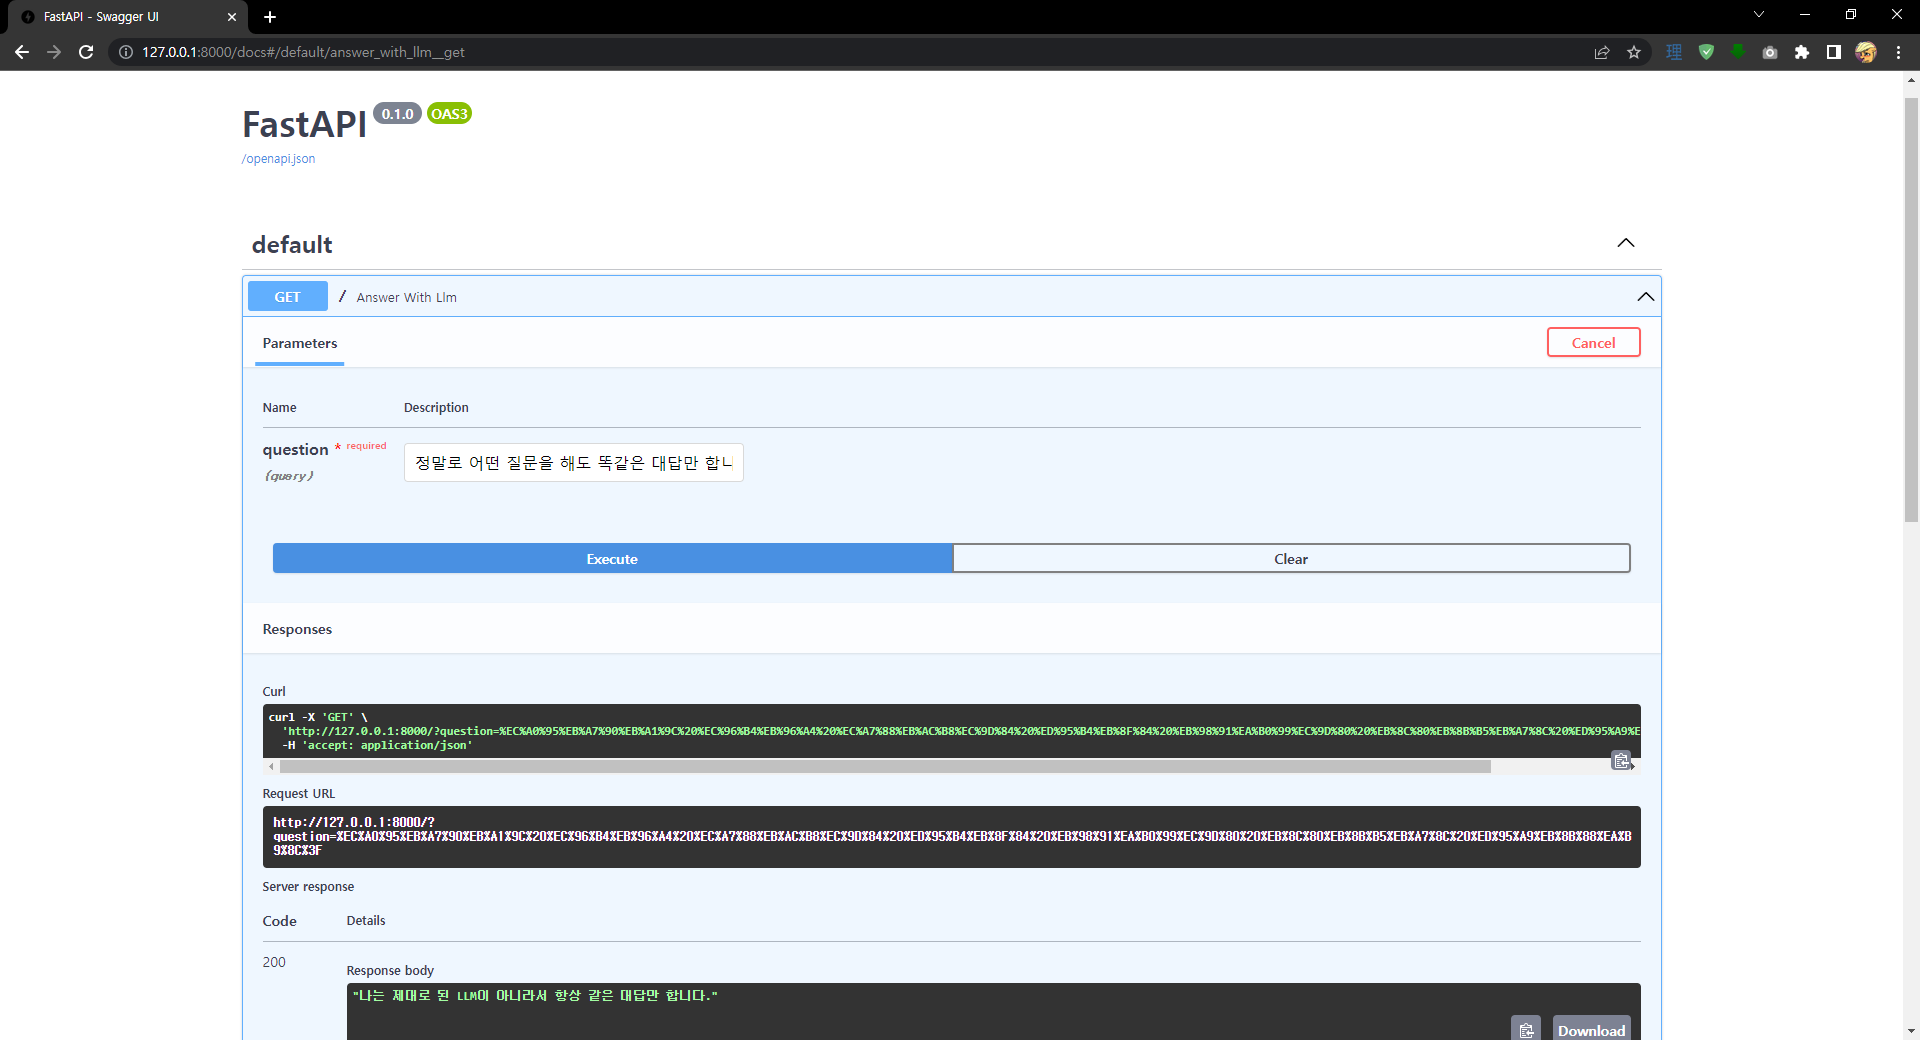 FastAPI - Swagger UI
127.0.0.1:8000/docs#/default/answer_with_llm__get
理
FastAPI 0.1.0 OAS3
/openapi.json
default
GET / Answer With Llm
Parameters Cancel
Name Description
question * required
(query)
정말로 어떤 질문을 해도 똑같은 대답만 합니
Execute Clear
Responses
Curl
curl -X 'GET' \
'http://127.0.0.1:8000/?question=%EC%A0%95%EB%A7%90%EB%A1%9C%20%EC%96%B4%EB%96%A4%20%EC%A7%88%EB%AC%B8%EC%9D%84%20%ED%95%B4%EB%8F%84%20%EB%98%91%EA%B0%99%EC%9D%80%20%EB%8C%80%EB%8B%B5%EB%A7%8C%20%ED%95%A9%E
-H 'accept: application/json'
Request URL
http://127.0.0.1:8000/?
question=%EC%A0%95%EB%A7%90%EB%A1%9C%20%EC%96%B4%EB%96%A4%20%EC%A7%88%EB%AC%B8%EC%9D%84%20%ED%95%B4%EB%8F%84%20%EB%98%91%EA%B0%99%EC%9D%80%20%EB%8C%80%EB%8B%B5%EB%A7%8C%20%ED%95%A9%EB%8B%88%EA%B
9%8C%3F
Server response
Code Details
200
Response body
"나는 제대로 된 LLM이 아니라서 항상 같은 대답만 합니다."
Download